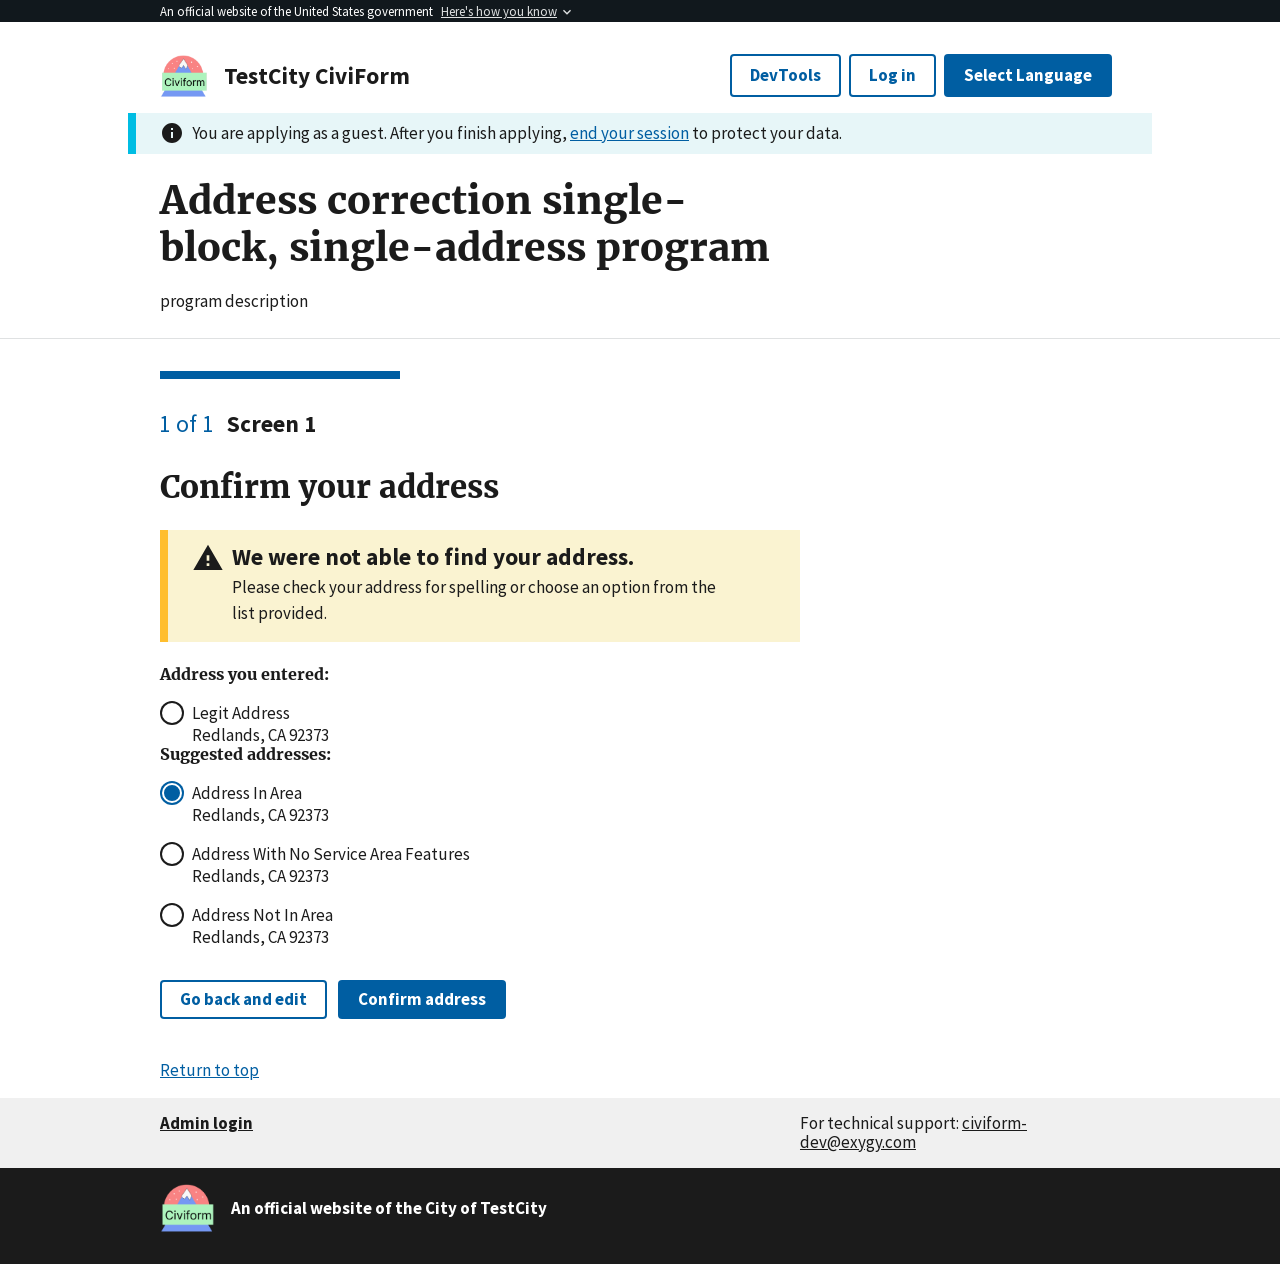 An official website of the United States government Here's how you know
Civiform
TestCity CiviForm
DevTools
Log in
Select Language
You are applying as a guest. After you finish applying, end your session to protect your data.
Address correction single-
block, single-address program
program description
1 of 1 Screen 1
Confirm your address
We were not able to find your address.
Please check your address for spelling or choose an option from the
list provided.
Address you entered:
Legit Address
Redlands, CA 92373
Suggested addresses:
Address In Area
Redlands, CA 92373
Address With No Service Area Features
Redlands, CA 92373
Address Not In Area
Redlands, CA 92373
Go back and edit
Confirm address
Return to top
Admin login
For technical support: civiform-
dev@exygy.com
Civiform
An official website of the City of TestCity